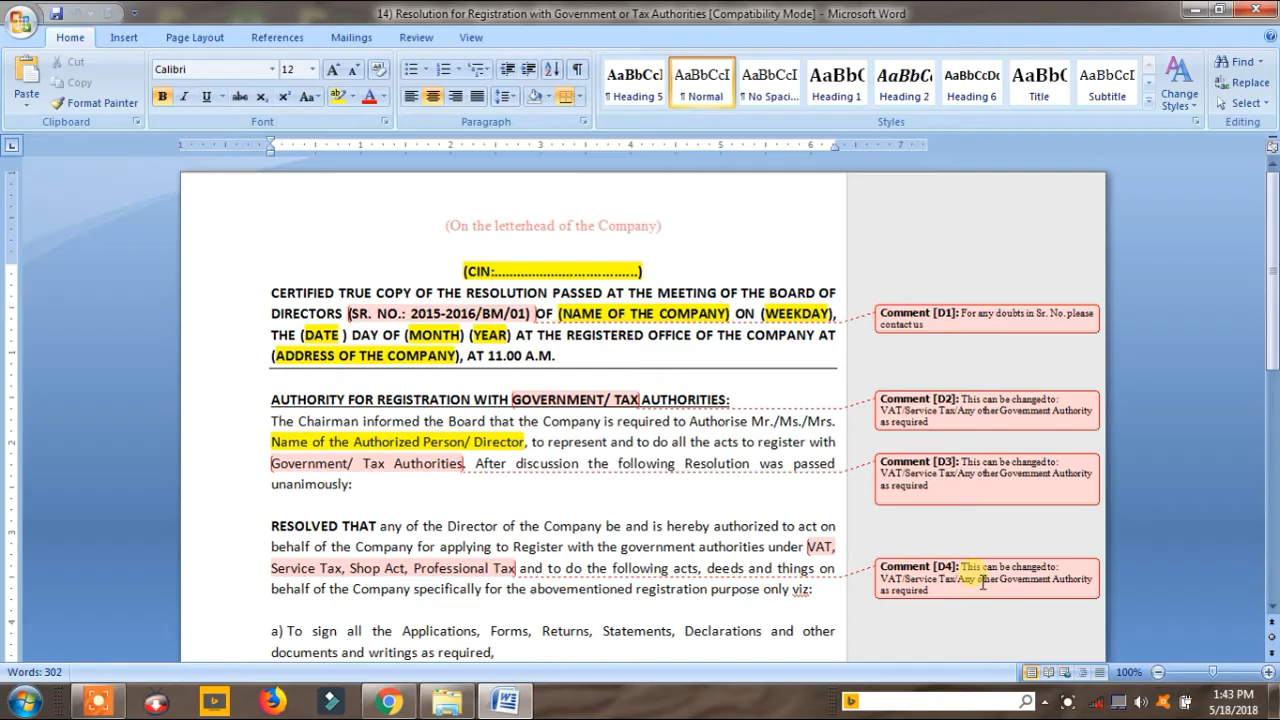 14) Resolution for Registration with Government or Tax Authorities [Compatibility Mode] - Microsoft Word
Home Insert Page Layout References Mailings Review View
Paste
Cut
Copy
Format Painter
Clipboard
Calibri 12
B I U abc x₂ x² Aa
Font
Paragraph
AaBbCcI AaBbCcI AaBbCcI AaBbCcI AaBbCcI AaBbCcDc AaBbCcI AaBbCcI
¶ Heading 5 ¶ Normal ¶ No Spaci... Heading 1 Heading 2 Heading 6 Title Subtitle
Change Styles
Styles
Find
Replace
Select
Editing
1 1 2 3 4 5 6 7
(On the letterhead of the Company)
(CIN:...................................)
CERTIFIED TRUE COPY OF THE RESOLUTION PASSED AT THE MEETING OF THE BOARD OF
DIRECTORS (SR. NO.: 2015-2016/BM/01) OF (NAME OF THE COMPANY) ON (WEEKDAY),
THE (DATE ) DAY OF (MONTH) (YEAR) AT THE REGISTERED OFFICE OF THE COMPANY AT
(ADDRESS OF THE COMPANY), AT 11.00 A.M.
AUTHORITY FOR REGISTRATION WITH GOVERNMENT/ TAX AUTHORITIES:
The Chairman informed the Board that the Company is required to Authorise Mr./Ms./Mrs.
Name of the Authorized Person/ Director, to represent and to do all the acts to register with
Government/ Tax Authorities. After discussion the following Resolution was passed
unanimously:
RESOLVED THAT any of the Director of the Company be and is hereby authorized to act on
behalf of the Company for applying to Register with the government authorities under VAT,
Service Tax, Shop Act, Professional Tax and to do the following acts, deeds and things on
behalf of the Company specifically for the abovementioned registration purpose only viz:
a) To sign all the Applications, Forms, Returns, Statements, Declarations and other
documents and writings as required,
Comment [D1]: For any doubts in Sr. No. please
contact us
Comment [D2]: This can be changed to:
VAT/Service Tax/Any other Government Authority
as required
Comment [D3]: This can be changed to:
VAT/Service Tax/Any other Government Authority
as required
Comment [D4]: This can be changed to:
VAT/Service Tax/Any other Government Authority
as required
Words: 302
100%
1:43 PM
5/18/2018